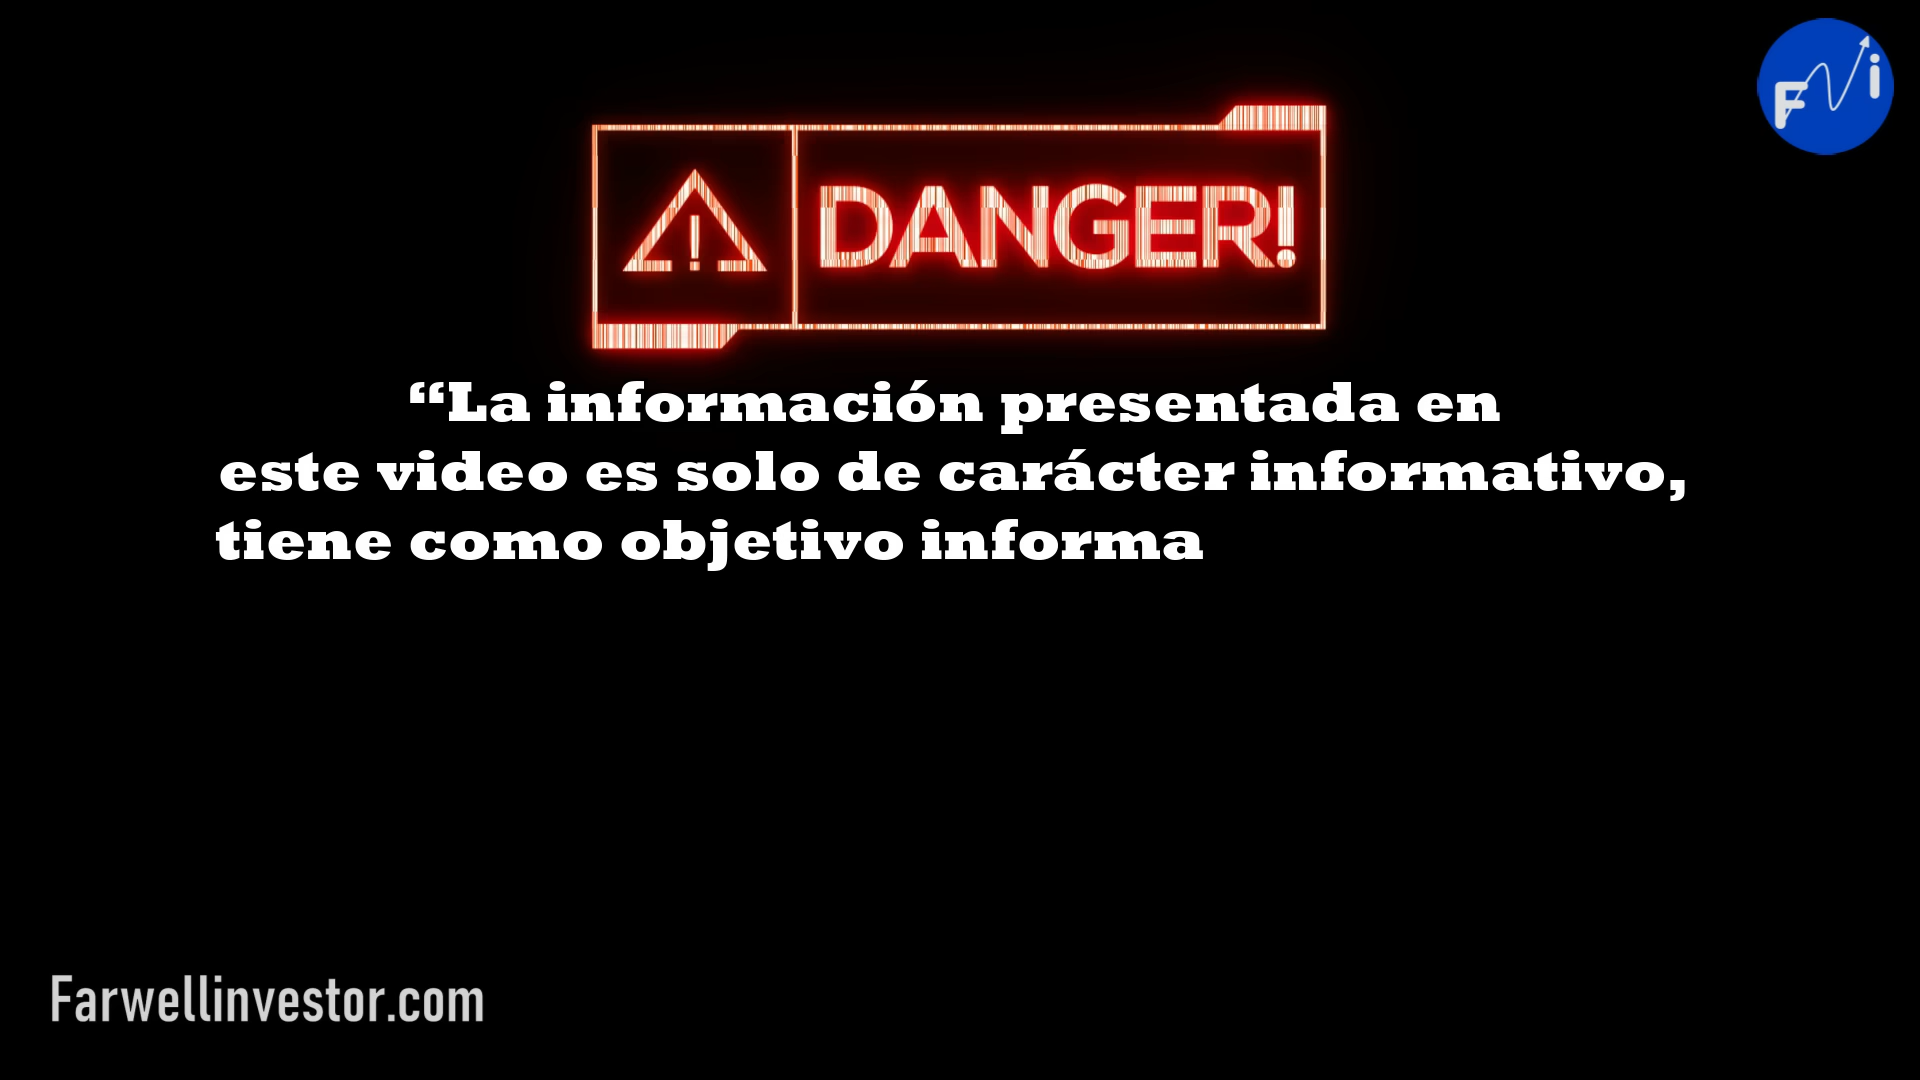 F i
! DANGER!
“La información presentada en
este video es solo de carácter informativo,
tiene como objetivo informa
Farwellinvestor.com